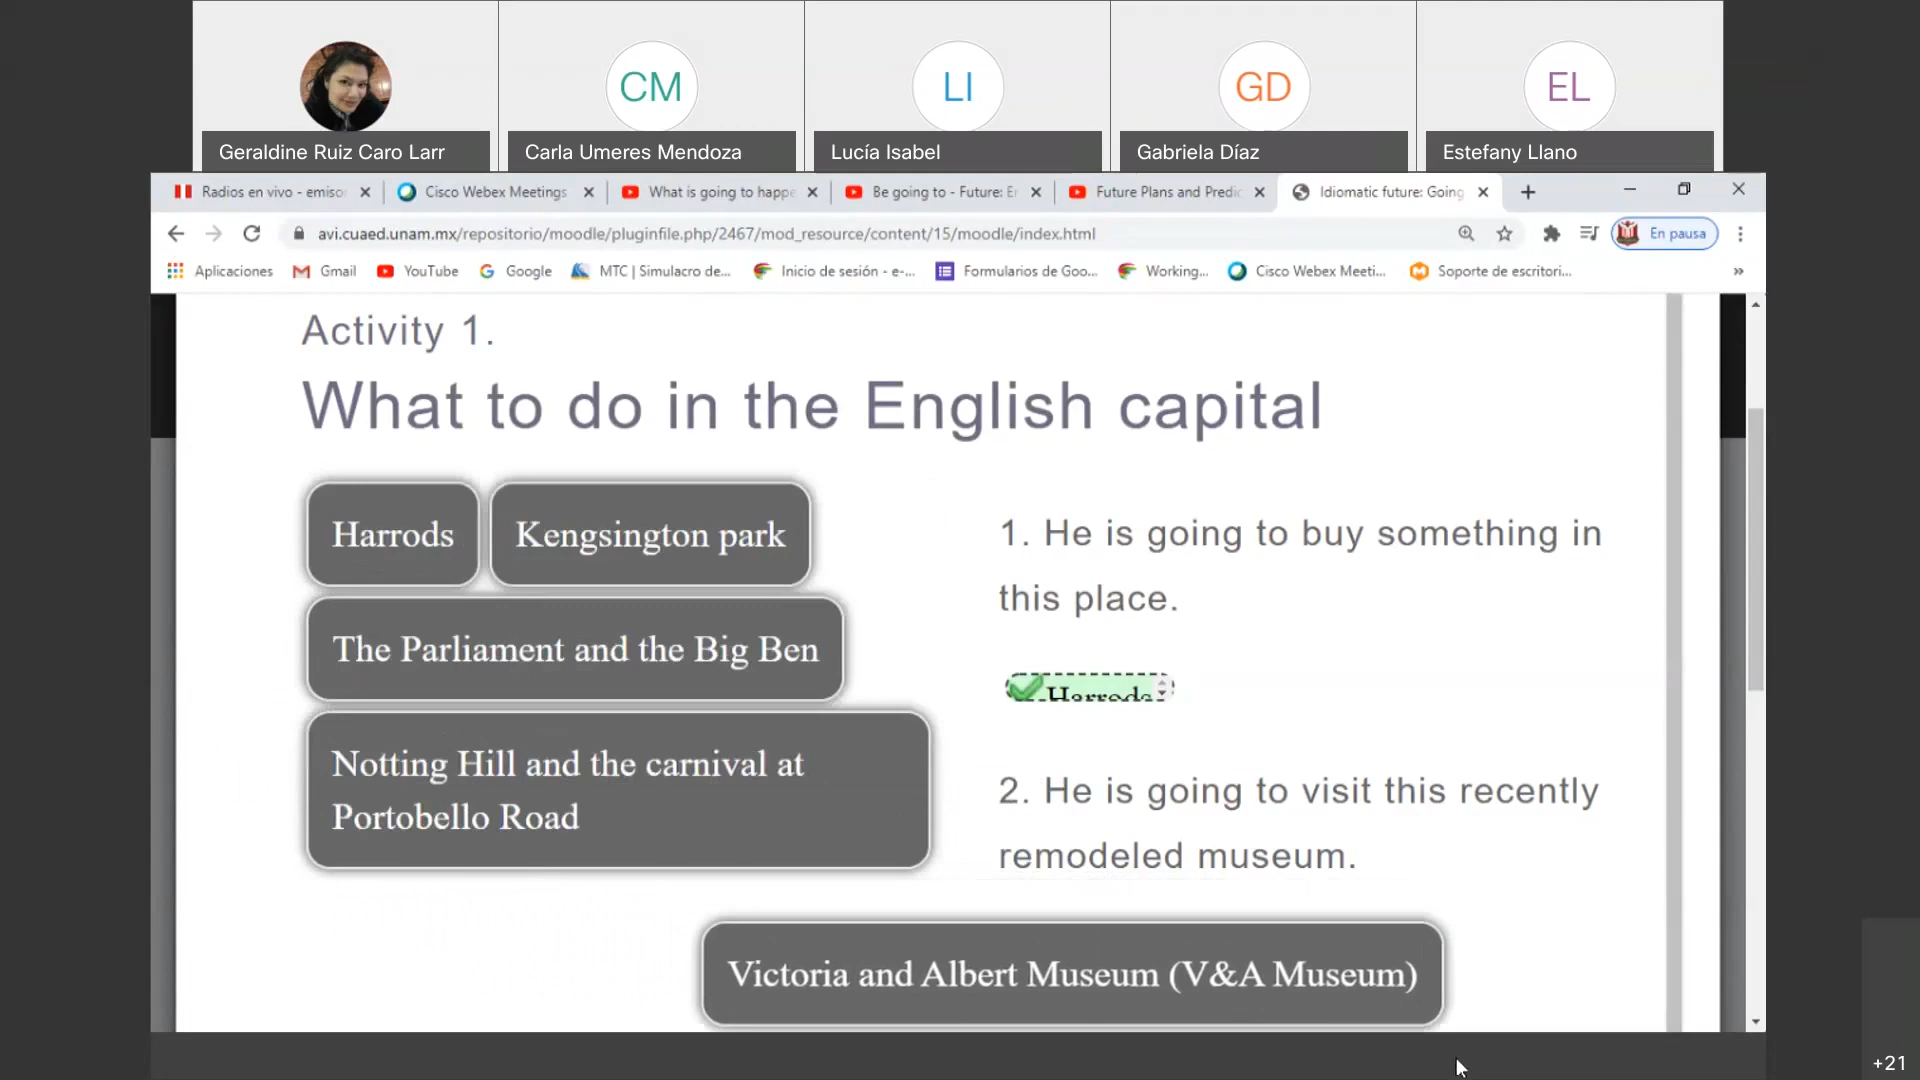 CM
LI
GD
EL
Geraldine Ruiz Caro Larr
Carla Umeres Mendoza
Lucía Isabel
Gabriela Díaz
Estefany Llano
Radios en vivo - emiso
Cisco Webex Meetings
What is going to happe
Be going to - Future: E
Future Plans and Predic
Idiomatic future: Going
avi.cuaed.unam.mx/repositorio/moodle/pluginfile.php/2467/mod_resource/content/15/moodle/index.html
En pausa
Aplicaciones
Gmail
YouTube
Google
MTC | Simulacro de...
Inicio de sesión - e-...
Formularios de Goo...
Working...
Cisco Webex Meeti...
Soporte de escritori...
»
Activity 1.
What to do in the English capital
Harrods
Kengsington park
The Parliament and the Big Ben
Notting Hill and the carnival at
Portobello Road
1. He is going to buy something in
this place.
Harrods
2. He is going to visit this recently
remodeled museum.
Victoria and Albert Museum (V&A Museum)
+21